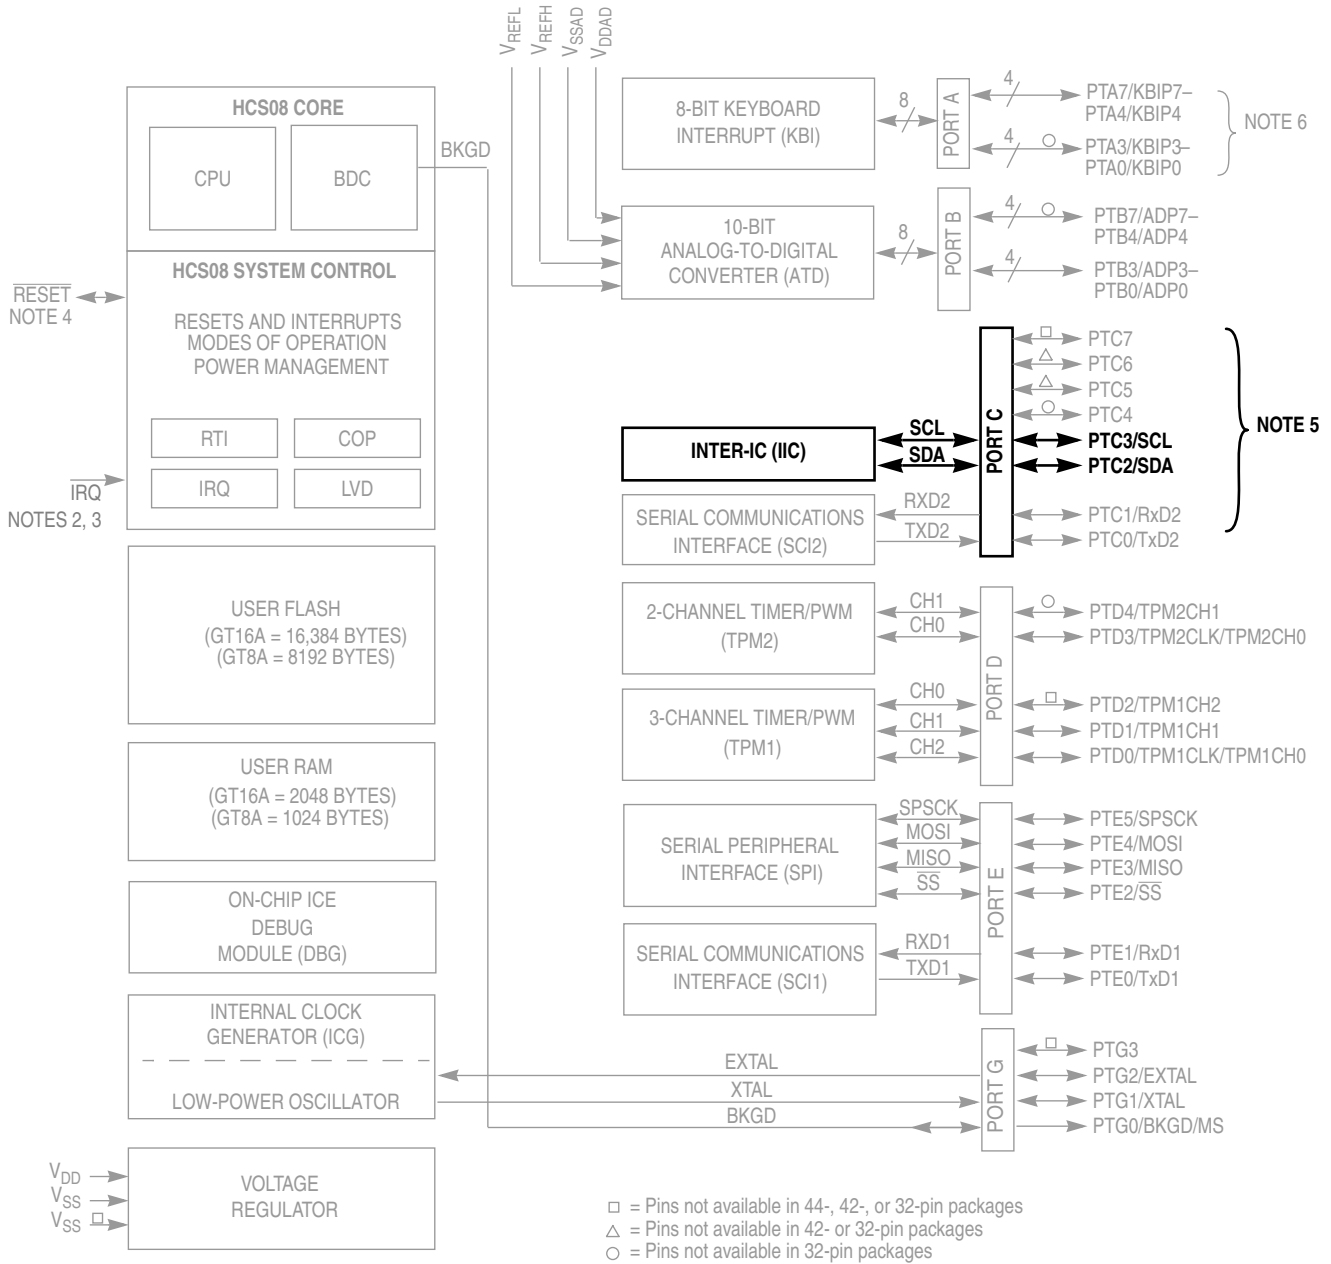 VREFL
VREFH
VSSAD
VDDAD
HCS08 CORE
CPU
BDC
BKGD
HCS08 SYSTEM CONTROL
RESET
NOTE 4
RESETS AND INTERRUPTS
MODES OF OPERATION
POWER MANAGEMENT
RTI
COP
IRQ
LVD
IRQ
NOTES 2, 3
USER FLASH
(GT16A = 16,384 BYTES)
(GT8A = 8192 BYTES)
USER RAM
(GT16A = 2048 BYTES)
(GT8A = 1024 BYTES)
ON-CHIP ICE
DEBUG
MODULE (DBG)
INTERNAL CLOCK
GENERATOR (ICG)
LOW-POWER OSCILLATOR
VDD
VSS
VSS
VOLTAGE
REGULATOR
8-BIT KEYBOARD
INTERRUPT (KBI)
8
PORT A
4
PTA7/KBIP7–
PTA4/KBIP4
4
PTA3/KBIP3–
PTA0/KBIP0
NOTE 6
10-BIT
ANALOG-TO-DIGITAL
CONVERTER (ATD)
8
PORT B
4
PTB7/ADP7–
PTB4/ADP4
4
PTB3/ADP3–
PTB0/ADP0
INTER-IC (IIC)
SCL
SDA
SERIAL COMMUNICATIONS
INTERFACE (SCI2)
RXD2
TXD2
PORT C
PTC7
PTC6
PTC5
PTC4
PTC3/SCL
PTC2/SDA
PTC1/RxD2
PTC0/TxD2
NOTE 5
2-CHANNEL TIMER/PWM
(TPM2)
CH1
CH0
3-CHANNEL TIMER/PWM
(TPM1)
CH0
CH1
CH2
PORT D
PTD4/TPM2CH1
PTD3/TPM2CLK/TPM2CH0
PTD2/TPM1CH2
PTD1/TPM1CH1
PTD0/TPM1CLK/TPM1CH0
SERIAL PERIPHERAL
INTERFACE (SPI)
SPSCK
MOSI
MISO
SS
SERIAL COMMUNICATIONS
INTERFACE (SCI1)
RXD1
TXD1
PORT E
PTE5/SPSCK
PTE4/MOSI
PTE3/MISO
PTE2/SS
PTE1/RxD1
PTE0/TxD1
EXTAL
XTAL
BKGD
PORT G
PTG3
PTG2/EXTAL
PTG1/XTAL
PTG0/BKGD/MS
= Pins not available in 44-, 42-, or 32-pin packages
= Pins not available in 42- or 32-pin packages
= Pins not available in 32-pin packages